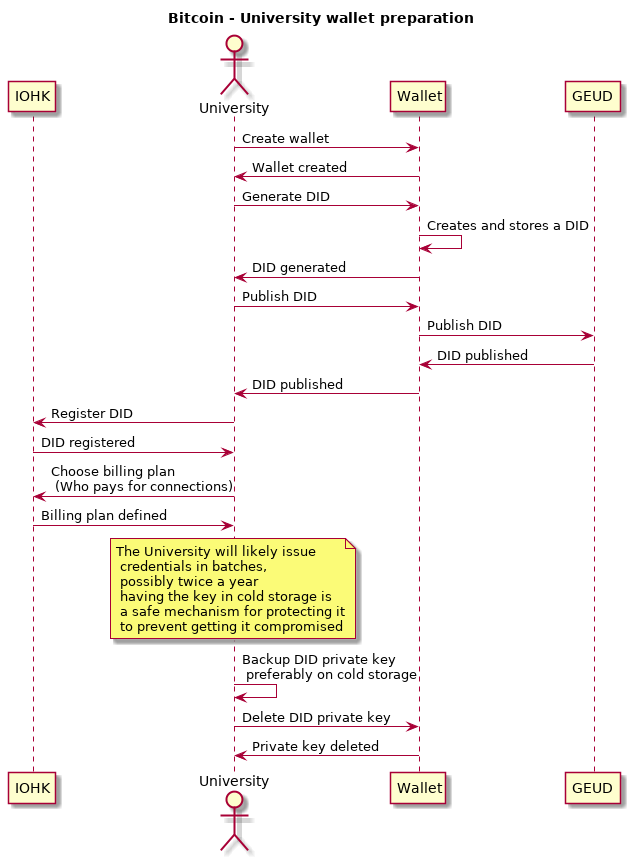 Bitcoin - University wallet preparation
IOHK
University
Wallet
GEUD
Create wallet
Wallet created
Generate DID
Creates and stores a DID
DID generated
Publish DID
Publish DID
DID published
DID published
Register DID
DID registered
Choose billing plan
(Who pays for connections)
Billing plan defined
The University will likely issue
credentials in batches,
possibly twice a year
having the key in cold storage is
a safe mechanism for protecting it
to prevent getting it compromised
Backup DID private key
preferably on cold storage
Delete DID private key
Private key deleted
IOHK
University
Wallet
GEUD